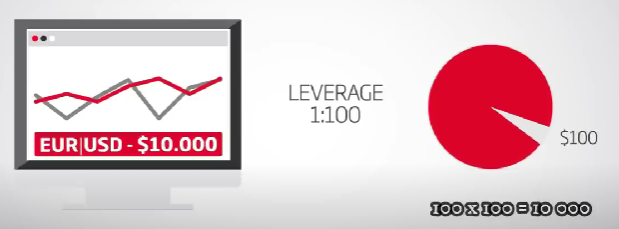 EUR|USD - $10.000
LEVERAGE
1:100
$100
100 x 100 = 10 000